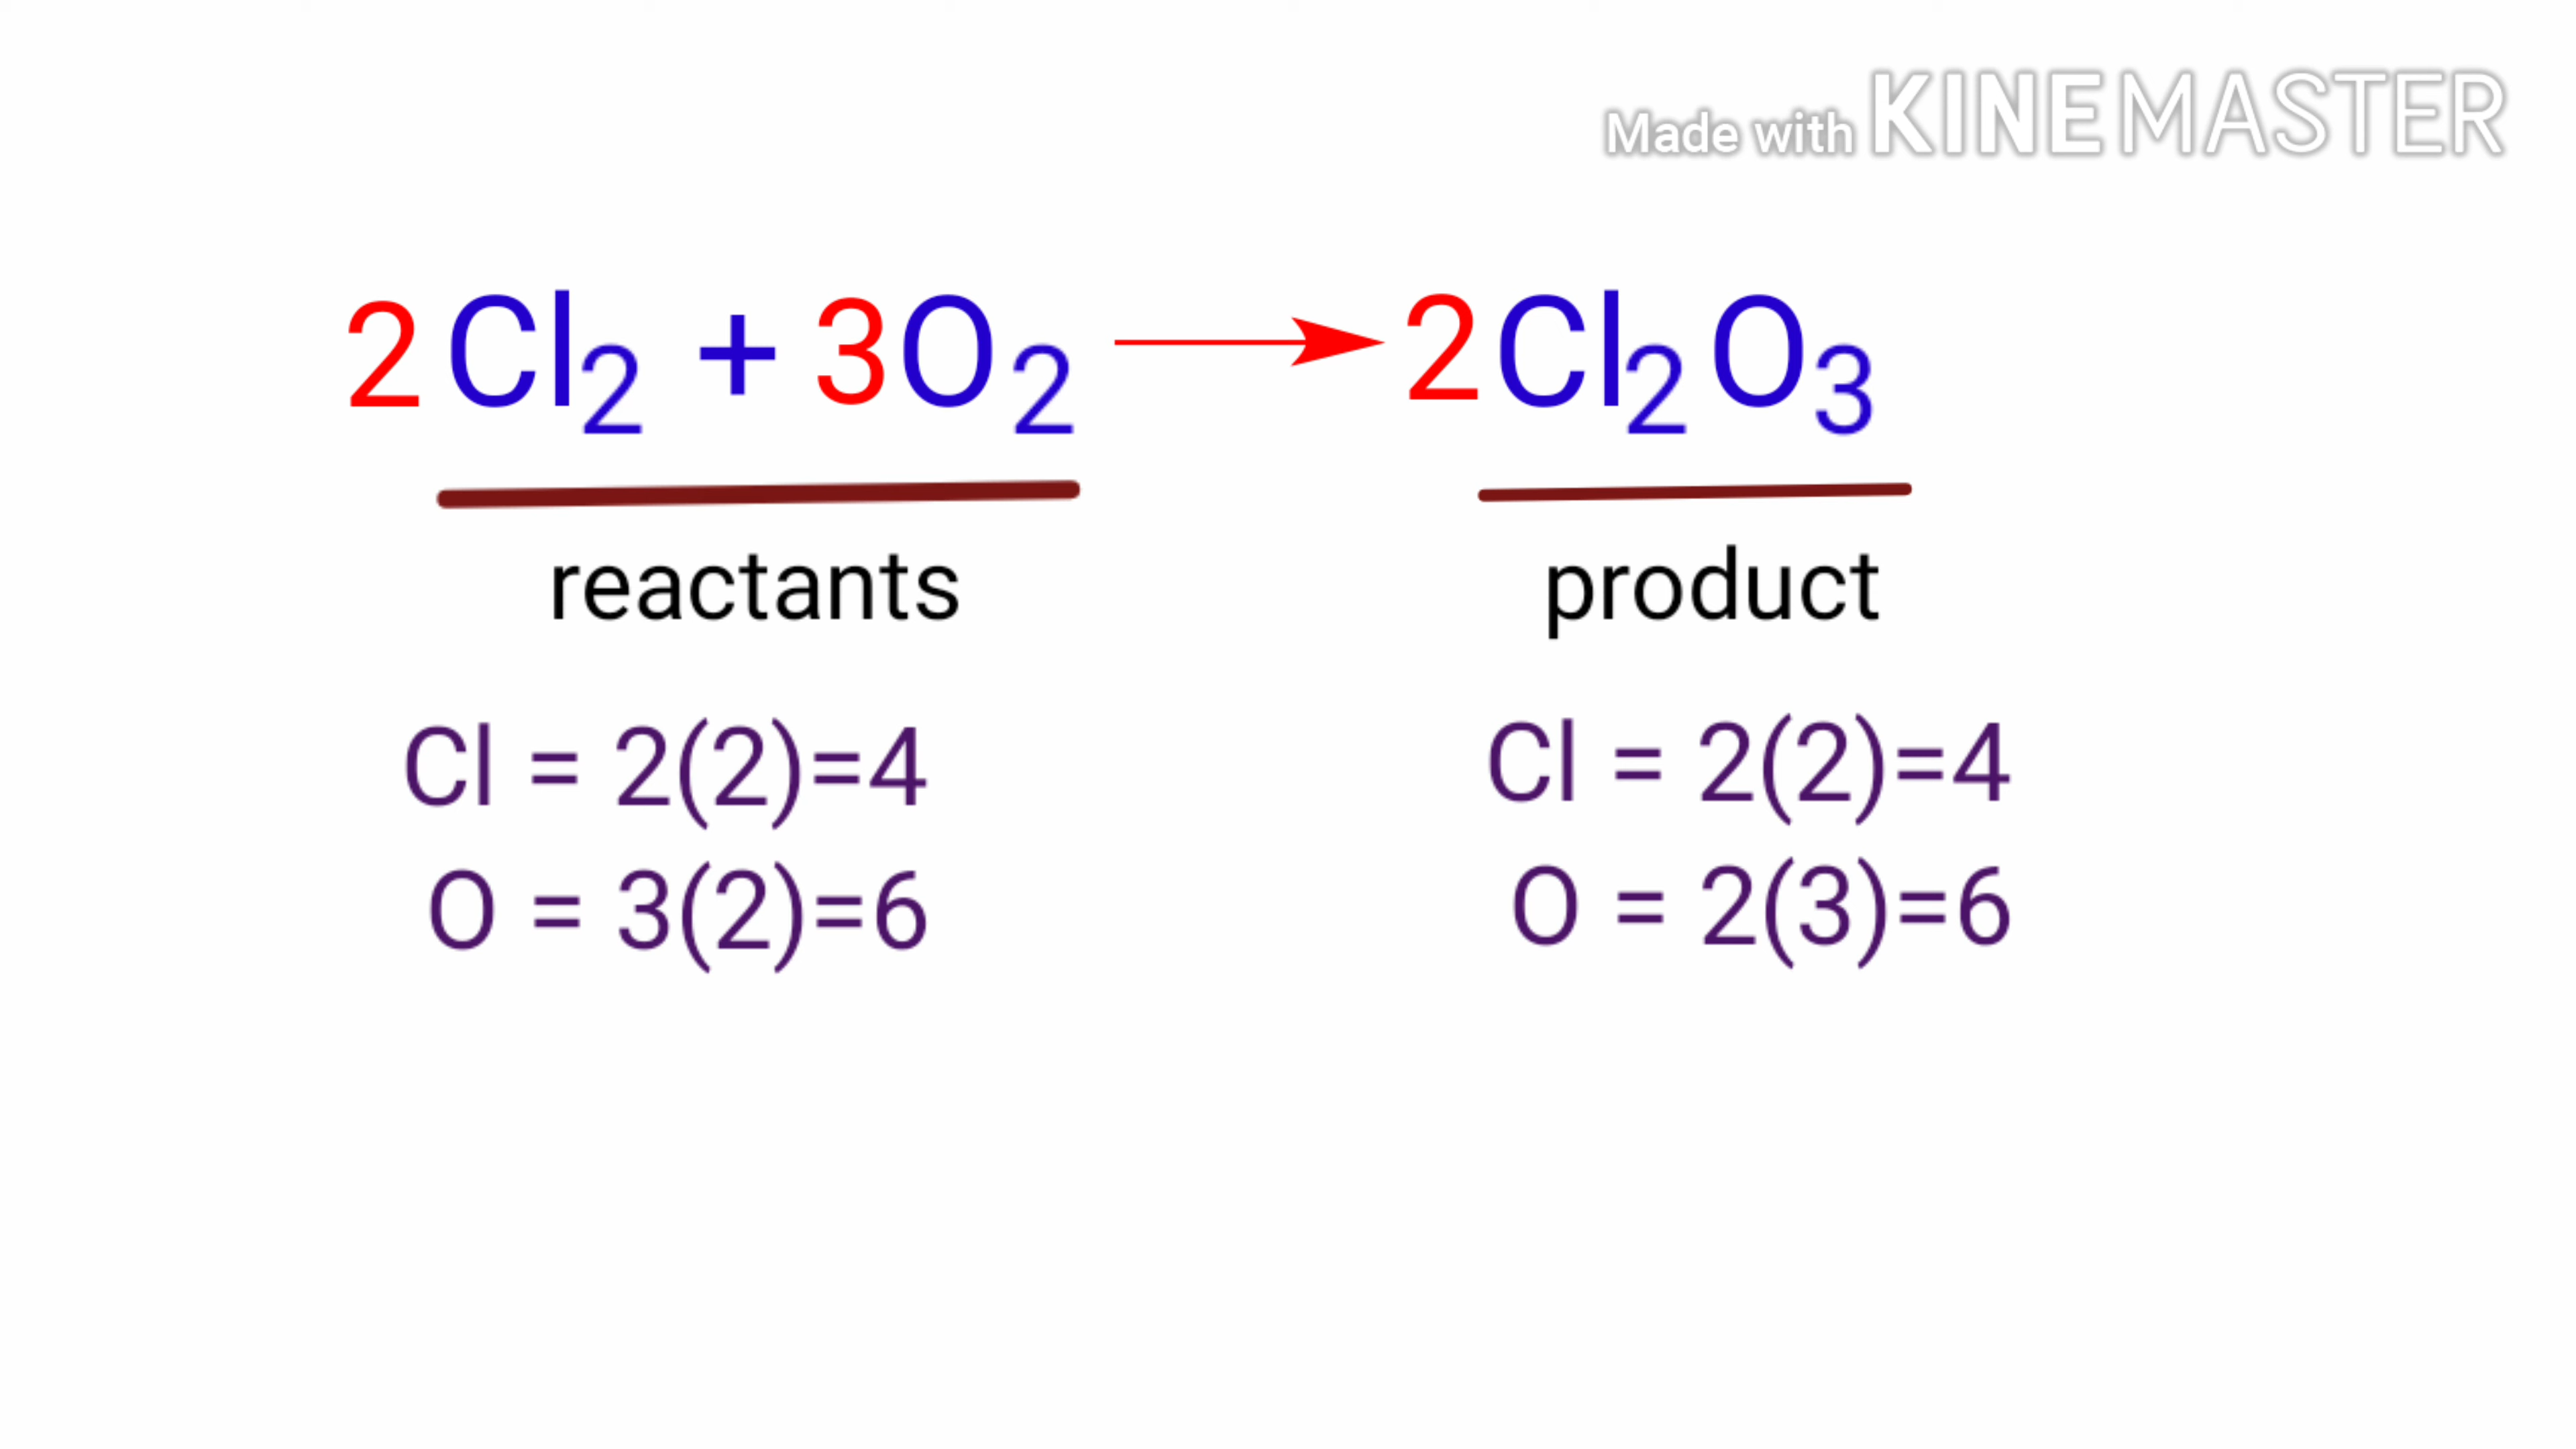 Made with KINEMASTER
2Cl₂ + 3O₂ → 2Cl₂O₃
reactants product
Cl = 2(2)=4 Cl = 2(2)=4
O = 3(2)=6 O = 2(3)=6